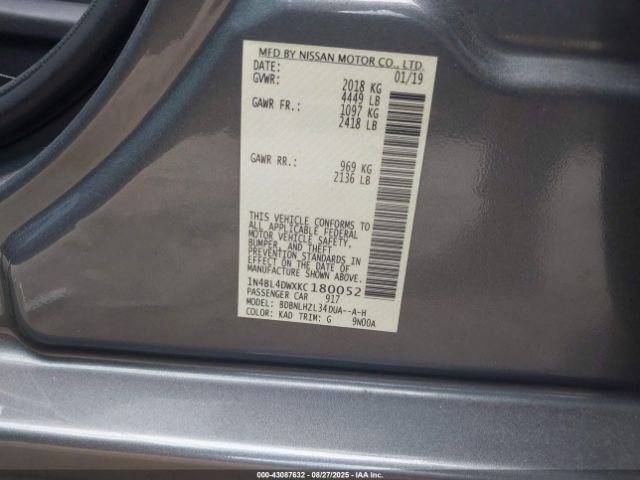 MFD BY NISSAN MOTOR CO., LTD.
DATE: 01/19
GVWR: 2018 KG
4449 LB
GAWR FR.: 1097 KG
2418 LB
GAWR RR.: 969 KG
2136 LB
THIS VEHICLE CONFORMS TO
ALL APPLICABLE FEDERAL
MOTOR VEHICLE SAFETY,
BUMPER, AND THEFT
PREVENTION STANDARDS IN
EFFECT ON THE DATE OF
MANUFACTURE SHOWN ABOVE.
1N4BL4DWXKC180052
PASSENGER CAR 917
MODEL: BDBNLHZL34DUA--A-H
COLOR: KAD TRIM: G 9N00A
000-43087632 - 08/27/2025 - IAAI.com